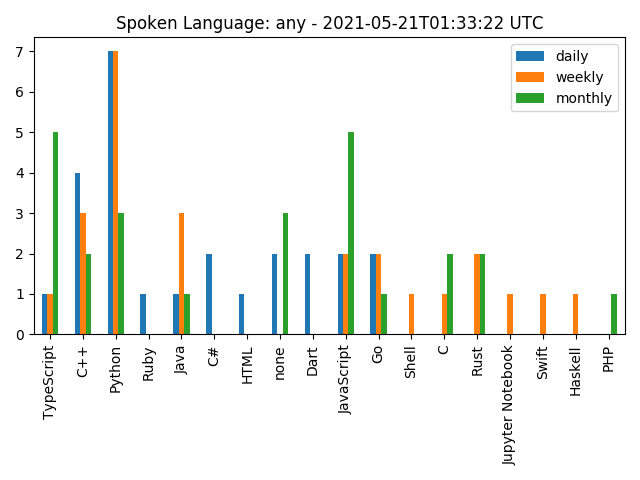 Spoken Language: any - 2021-05-21T01:33:22 UTC
daily
weekly
monthly
7
6
5
4
3
2
1
0
TypeScript
C++
Python
Ruby
Java
C#
HTML
none
Dart
JavaScript
Go
Shell
C
Rust
Jupyter Notebook
Swift
Haskell
PHP